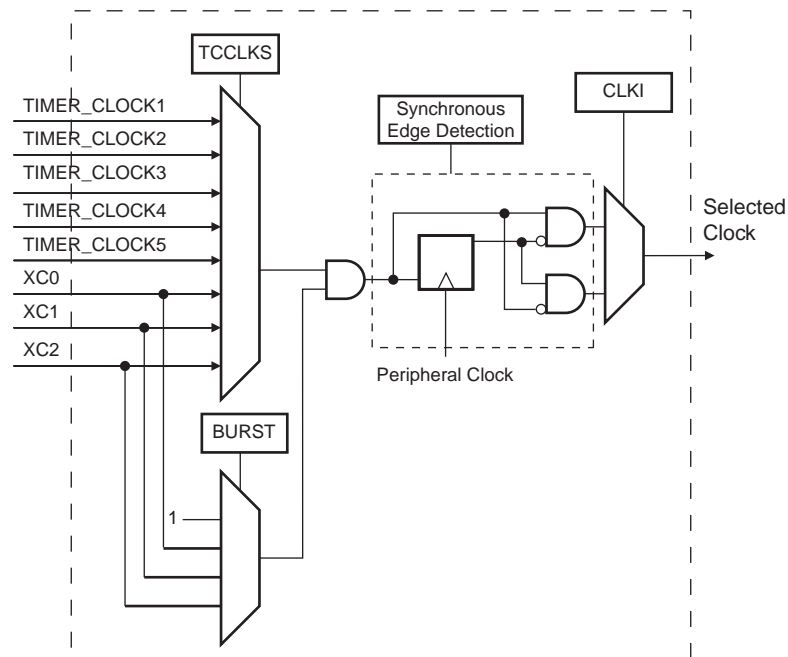 TCCLKS
CLKI
TIMER_CLOCK1
Synchronous
Edge Detection
TIMER_CLOCK2
TIMER_CLOCK3
TIMER_CLOCK4
Selected
Clock
TIMER_CLOCK5
XC0
XC1
XC2
Peripheral Clock
BURST
1